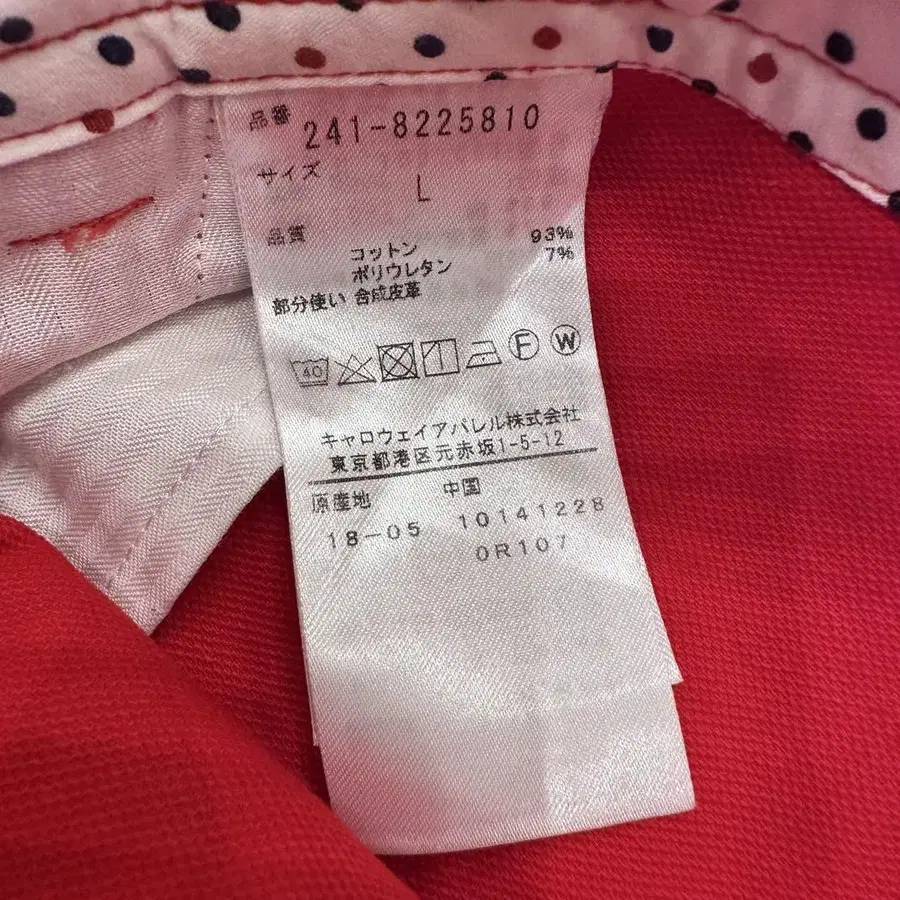 品番 241-8225810
サイズ L
品質 コットン 93%
ポリウレタン 7%
部分使い 合成皮革
40 F W
キャロウェイアパレル株式会社
東京都港区元赤坂1-5-12
原産地 中国
18-05 10141228
0R107